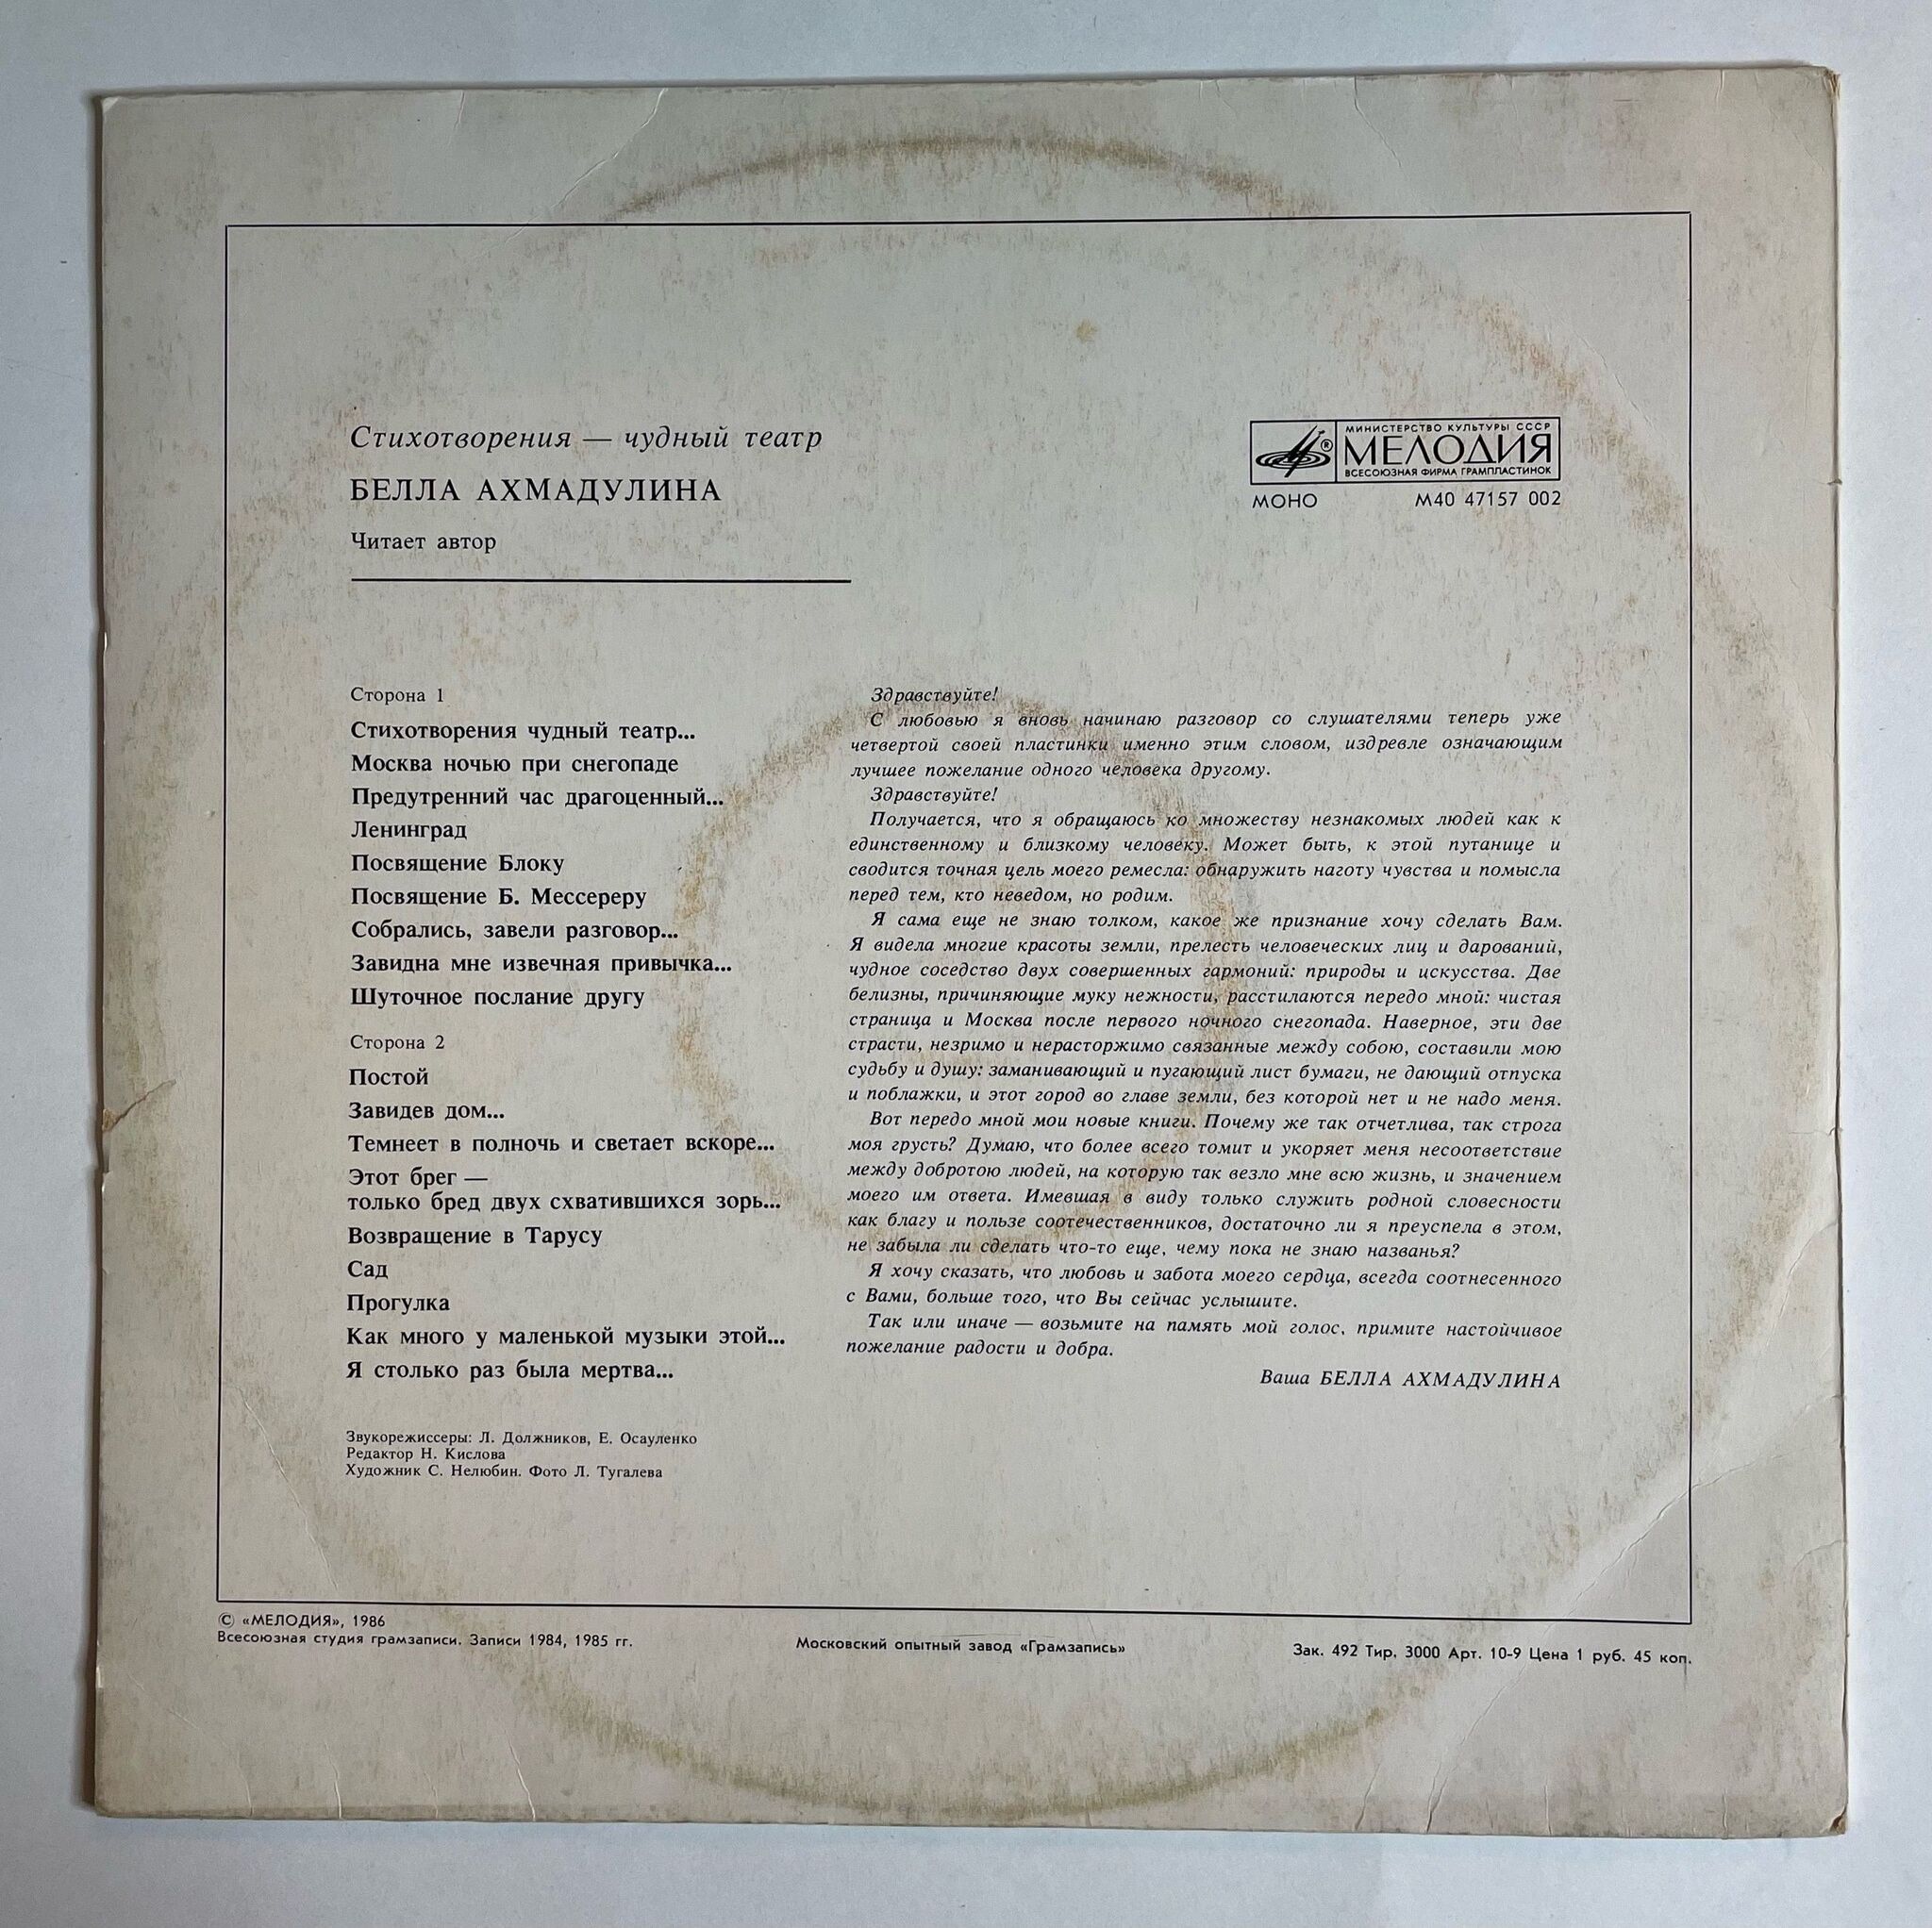 Стихотворения — чудный театр
БЕЛЛА АХМАДУЛИНА
Читает автор
МИНИСТЕРСТВО КУЛЬТУРЫ СССР
МЕЛОДИЯ
®
ВСЕСОЮЗНАЯ ФИРМА ГРАМПЛАСТИНОК
МОНО М40 47157 002
Сторона 1
Стихотворения чудный театр...
Москва ночью при снегопаде
Предутренний час драгоценный...
Ленинград
Посвящение Блоку
Посвящение Б. Мессереру
Собрались, завели разговор...
Завидна мне извечная привычка...
Шуточное послание другу
Сторона 2
Постой
Завидев дом...
Темнеет в полночь и светает вскоре...
Этот брег —
только бред двух схватившихся зорь...
Возвращение в Тарусу
Сад
Прогулка
Как много у маленькой музыки этой...
Я столько раз была мертва...
Звукорежиссеры: Л. Должников, Е. Осауленко
Редактор Н. Кислова
Художник С. Нелюбин. Фото Л. Тугалева
Здравствуйте!
С любовью я вновь начинаю разговор со слушателями теперь уже
четвертой своей пластинки именно этим словом, издревле означающим
лучшее пожелание одного человека другому.
Здравствуйте!
Получается, что я обращаюсь ко множеству незнакомых людей как к
единственному и близкому человеку. Может быть, к этой путанице и
сводится точная цель моего ремесла: обнаружить наготу чувства и помысла
перед тем, кто неведом, но родим.
Я сама еще не знаю толком, какое же признание хочу сделать Вам.
Я видела многие красоты земли, прелесть человеческих лиц и дарований,
чудное соседство двух совершенных гармоний: природы и искусства. Две
белизны, причиняющие муку нежности, расстилаются передо мной: чистая
страница и Москва после первого ночного снегопада. Наверное, эти две
страсти, незримо и нерасторжимо связанные между собою, составили мою
судьбу и душу: заманивающий и пугающий лист бумаги, не дающий отпуска
и поблажки, и этот город во главе земли, без которой нет и не надо меня.
Вот передо мной мои новые книги. Почему же так отчетлива, так строга
моя грусть? Думаю, что более всего томит и укоряет меня несоответствие
между добротою людей, на которую так везло мне всю жизнь, и значением
моего им ответа. Имевшая в виду только служить родной словесности
как благу и пользе соотечественников, достаточно ли я преуспела в этом,
не забыла ли сделать что-то еще, чему пока не знаю названья?
Я хочу сказать, что любовь и забота моего сердца, всегда соотнесенного
с Вами, больше того, что Вы сейчас услышите.
Так или иначе — возьмите на память мой голос, примите настойчивое
пожелание радости и добра.
Ваша БЕЛЛА АХМАДУЛИНА
© «МЕЛОДИЯ», 1986
Всесоюзная студия грамзаписи. Записи 1984, 1985 гг.
Московский опытный завод «Грамзапись»
Зак. 492 Тир. 3000 Арт. 10-9 Цена 1 руб. 45 коп.